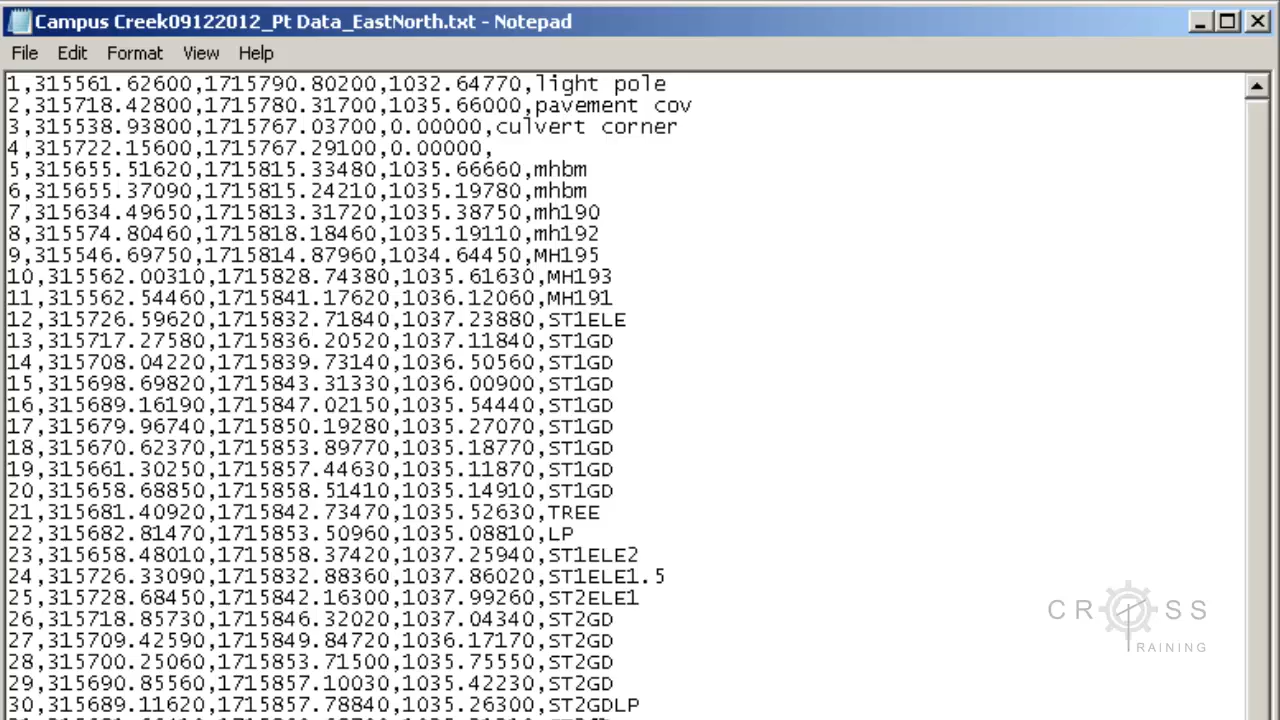 Campus Creek09122012_Pt Data_EastNorth.txt - Notepad
File Edit Format View Help
1,315561.62600,1715790.80200,1032.64770,light pole
2,315718.42800,1715780.31700,1035.66000,pavement cov
3,315538.93800,1715767.03700,0.00000,culvert corner
4,315722.15600,1715767.29100,0.00000,
5,315655.51620,1715815.33480,1035.66660,mhbm
6,315655.37090,1715815.24210,1035.19780,mhbm
7,315634.49650,1715813.31720,1035.38750,mh190
8,315574.80460,1715818.18460,1035.19110,mh192
9,315546.69750,1715814.87960,1034.64450,MH195
10,315562.00310,1715828.74380,1035.61630,MH193
11,315562.54460,1715841.17620,1036.12060,MH191
12,315726.59620,1715832.71840,1037.23880,ST1ELE
13,315717.27580,1715836.20520,1037.11840,ST1GD
14,315708.04220,1715839.73140,1036.50560,ST1GD
15,315698.69820,1715843.31330,1036.00900,ST1GD
16,315689.16190,1715847.02150,1035.54440,ST1GD
17,315679.96740,1715850.19280,1035.27070,ST1GD
18,315670.62370,1715853.89770,1035.18770,ST1GD
19,315661.30250,1715857.44630,1035.11870,ST1GD
20,315658.68850,1715858.51410,1035.14910,ST1GD
21,315681.40920,1715842.73470,1035.52630,TREE
22,315682.81470,1715853.50960,1035.08810,LP
23,315658.48010,1715858.37420,1037.25940,ST1ELE2
24,315726.33090,1715832.88360,1037.86020,ST1ELE1.5
25,315728.68450,1715842.16300,1037.99260,ST2ELE1
26,315718.85730,1715846.32020,1037.04340,ST2GD
27,315709.42590,1715849.84720,1036.17170,ST2GD
28,315700.25060,1715853.71500,1035.75550,ST2GD
29,315690.85560,1715857.10030,1035.42230,ST2GD
30,315689.11620,1715857.78840,1035.26300,ST2GDLP
CROSS
TRAINING